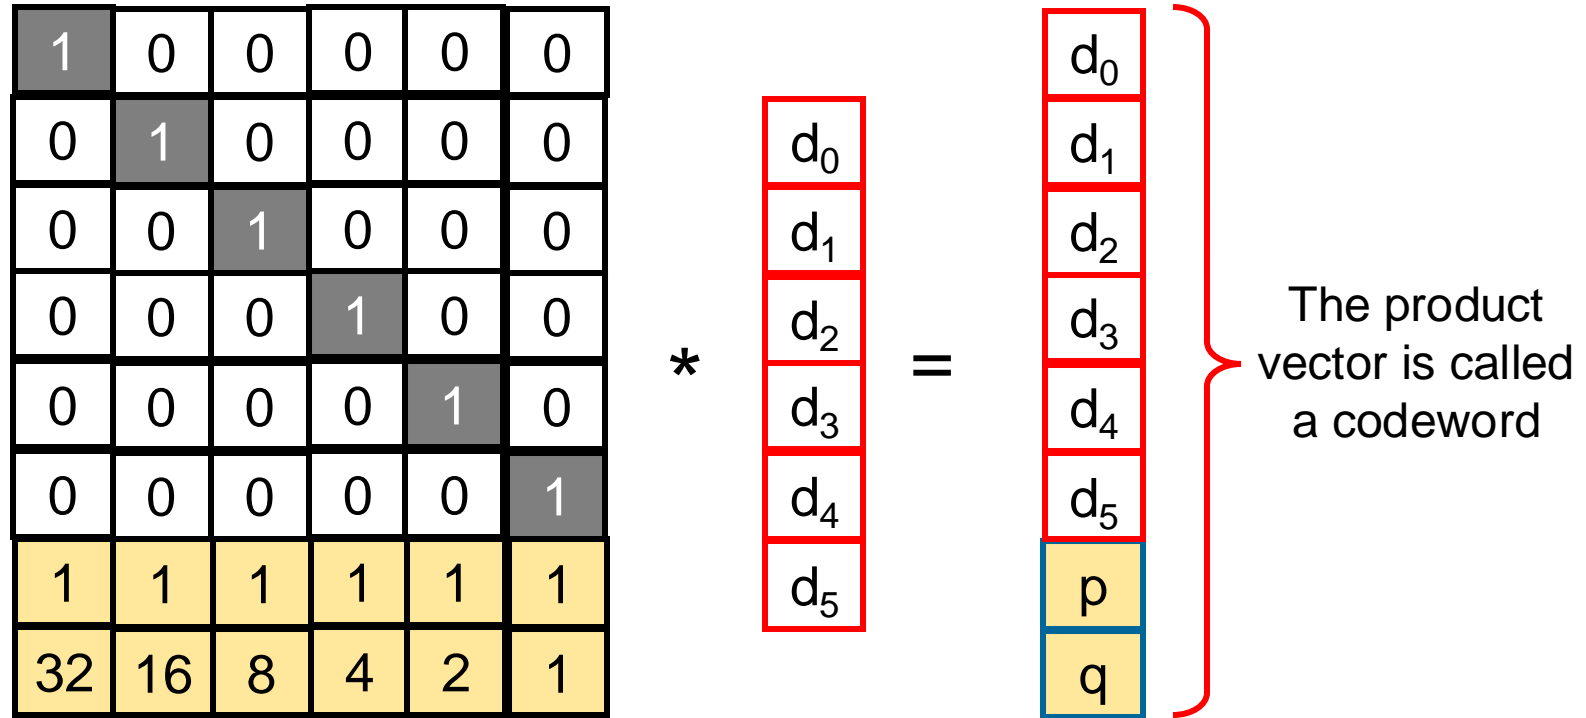 1 0 0 0 0 0
0 1 0 0 0 0
0 0 1 0 0 0
0 0 0 1 0 0
0 0 0 0 1 0
0 0 0 0 0 1
1 1 1 1 1 1
32 16 8 4 2 1
*
d₀
d₁
d₂
d₃
d₄
d₅
=
d₀
d₁
d₂
d₃
d₄
d₅
p
q
The product
vector is called
a codeword